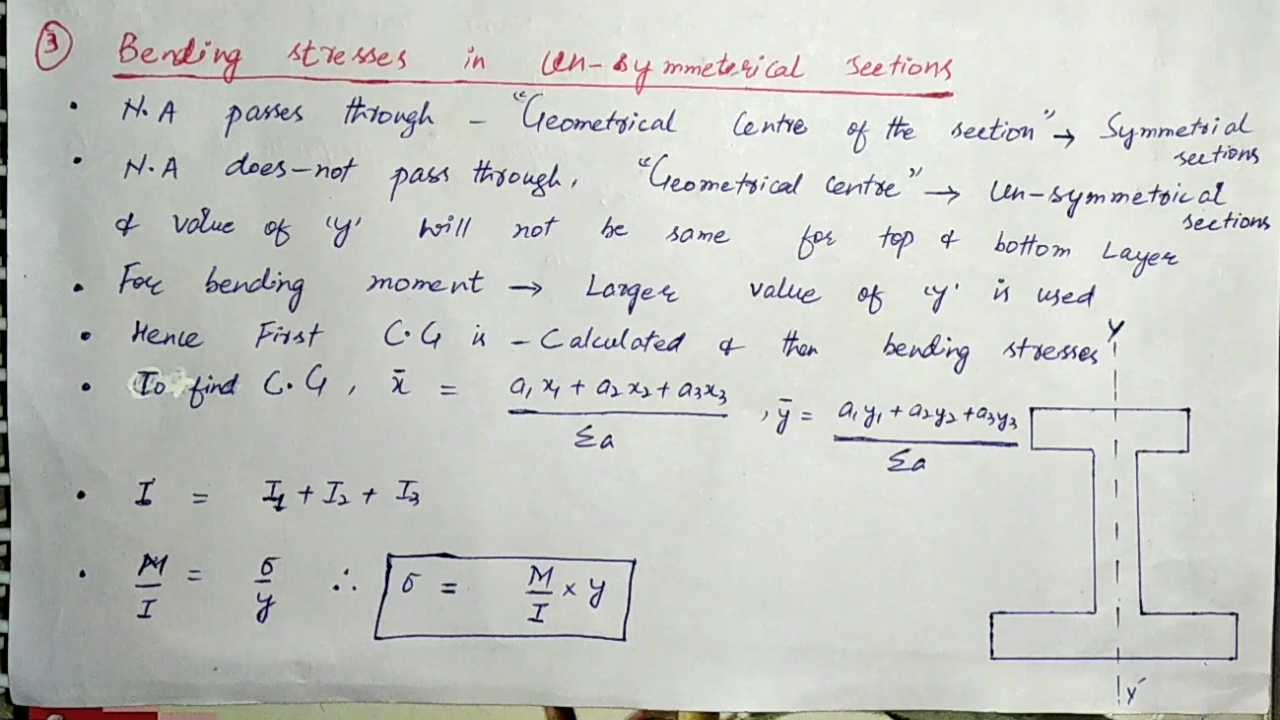 ③ Bending stresses in Un-symmeterical sections
• N.A passes through - "Geometrical Centre of the section" → Symmetrial sections
• N.A does-not pass through, "Geometrical Centre" → Un-symmetrical sections
& value of 'y' will not be same for top & bottom Layer
• For bending moment → Larger value of 'y' is used
• Hence First C.G is - Calculated & then bending stresses
• To find C.G, x̄ = a₁x₁ + a₂x₂ + a₃x₃ / Σa , ȳ = a₁y₁ + a₂y₂ + a₃y₃ / Σa
• I = I₁ + I₂ + I₃
• M/I = σ/y ∴ σ = M/I × y
Y
Y